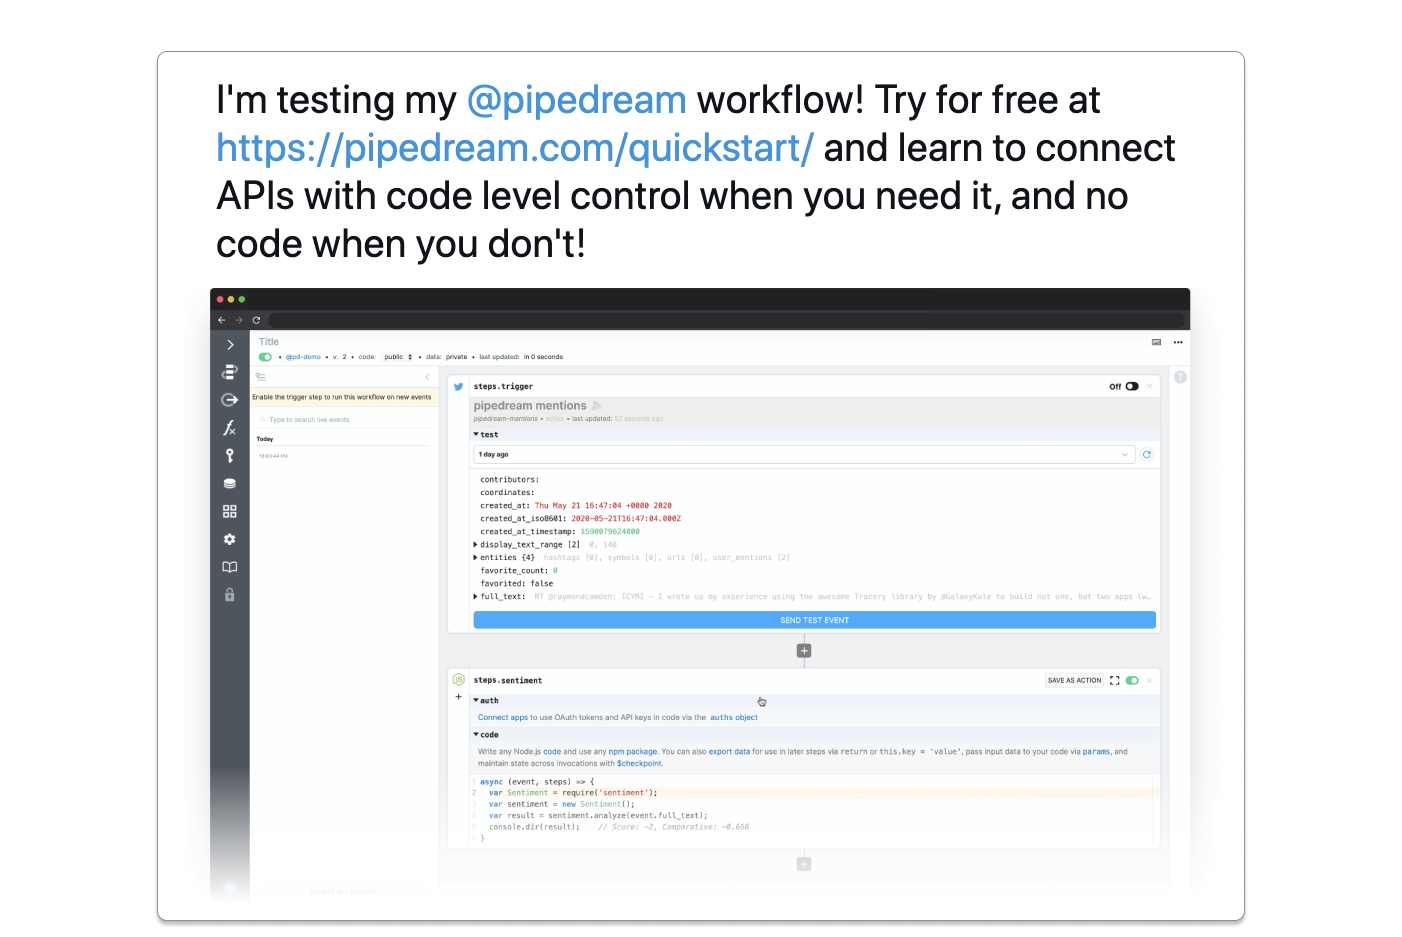 I'm testing my @pipedream workflow! Try for free at
https://pipedream.com/quickstart/ and learn to connect
APIs with code level control when you need it, and no
code when you don't!
Title
@pd-demo • v. 2 • code: public • data: private • last updated: in 0 seconds
Enable the trigger step to run this workflow on new events
Type to search live events
Today
10:03:44 PM
steps.trigger
Off
pipedream mentions
pipedream-mentions • active • last updated: 52 seconds ago
test
1 day ago
contributors:
coordinates:
created_at: Thu May 21 16:47:04 +0000 2020
created_at_iso8601: 2020-05-21T16:47:04.000Z
created_at_timestamp: 1590079624000
display_text_range [2] 0, 140
entities {4} hashtags [0], symbols [0], urls [0], user_mentions [2]
favorite_count: 0
favorited: false
full_text: RT @raymondcamden: ICYMI - I wrote up my experience using the awesome Tracery library by @GalaxyKate to build not one, but two apps (w…
SEND TEST EVENT
JS
steps.sentiment
SAVE AS ACTION
auth
Connect apps to use OAuth tokens and API keys in code via the auths object
code
Write any Node.js code and use any npm package. You can also export data for use in later steps via return or this.key = 'value', pass input data to your code via params, and
maintain state across invocations with $checkpoint.
1 async (event, steps) => {
2 var Sentiment = require('sentiment');
3 var sentiment = new Sentiment();
4 var result = sentiment.analyze(event.full_text);
5 console.dir(result); // Score: -2, Comparative: -0.666
6 }
DELETE ALL EVENTS